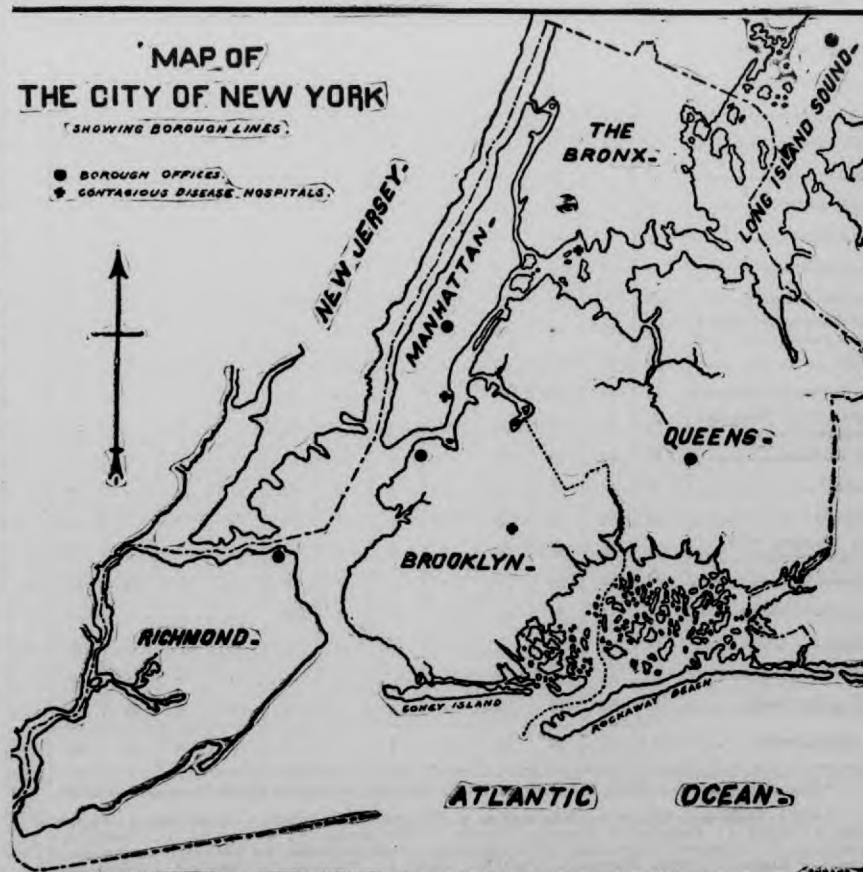 MAP OF
THE CITY OF NEW YORK
SHOWING BOROUGH LINES.
BOROUGH OFFICES.
CONTAGIOUS DISEASE HOSPITALS.
THE
BRONX.
LONG ISLAND SOUND.
NEW JERSEY.
MANHATTAN.
QUEENS.
BROOKLYN.
RICHMOND.
CONEY ISLAND
ROCKAWAY BEACH
ATLANTIC OCEAN.